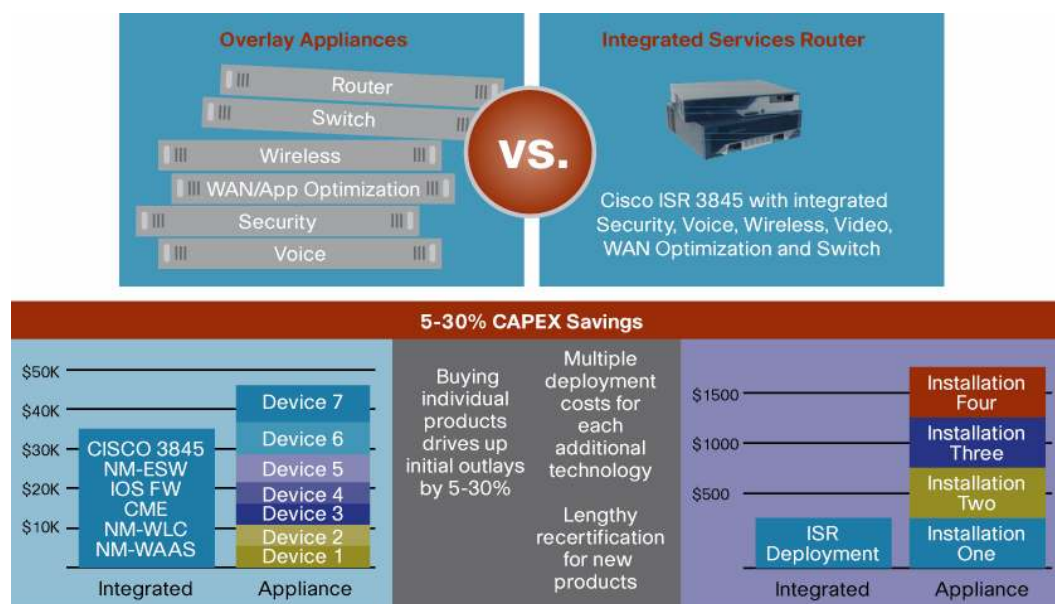 Overlay Appliances
Router
Switch
Wireless
WAN/App Optimization
Security
Voice
vs.
Integrated Services Router
Cisco ISR 3845 with integrated
Security, Voice, Wireless, Video,
WAN Optimization and Switch
5-30% CAPEX Savings
$50K
$40K
$30K
$20K
$10K
CISCO 3845
NM-ESW
IOS FW
CME
NM-WLC
NM-WAAS
Integrated
Device 7
Device 6
Device 5
Device 4
Device 3
Device 2
Device 1
Appliance
Buying
individual
products
drives up
initial outlays
by 5-30%
Multiple
deployment
costs for
each
additional
technology
Lengthy
recertification
for new
products
$1500
$1000
$500
ISR
Deployment
Integrated
Installation
Four
Installation
Three
Installation
Two
Installation
One
Appliance